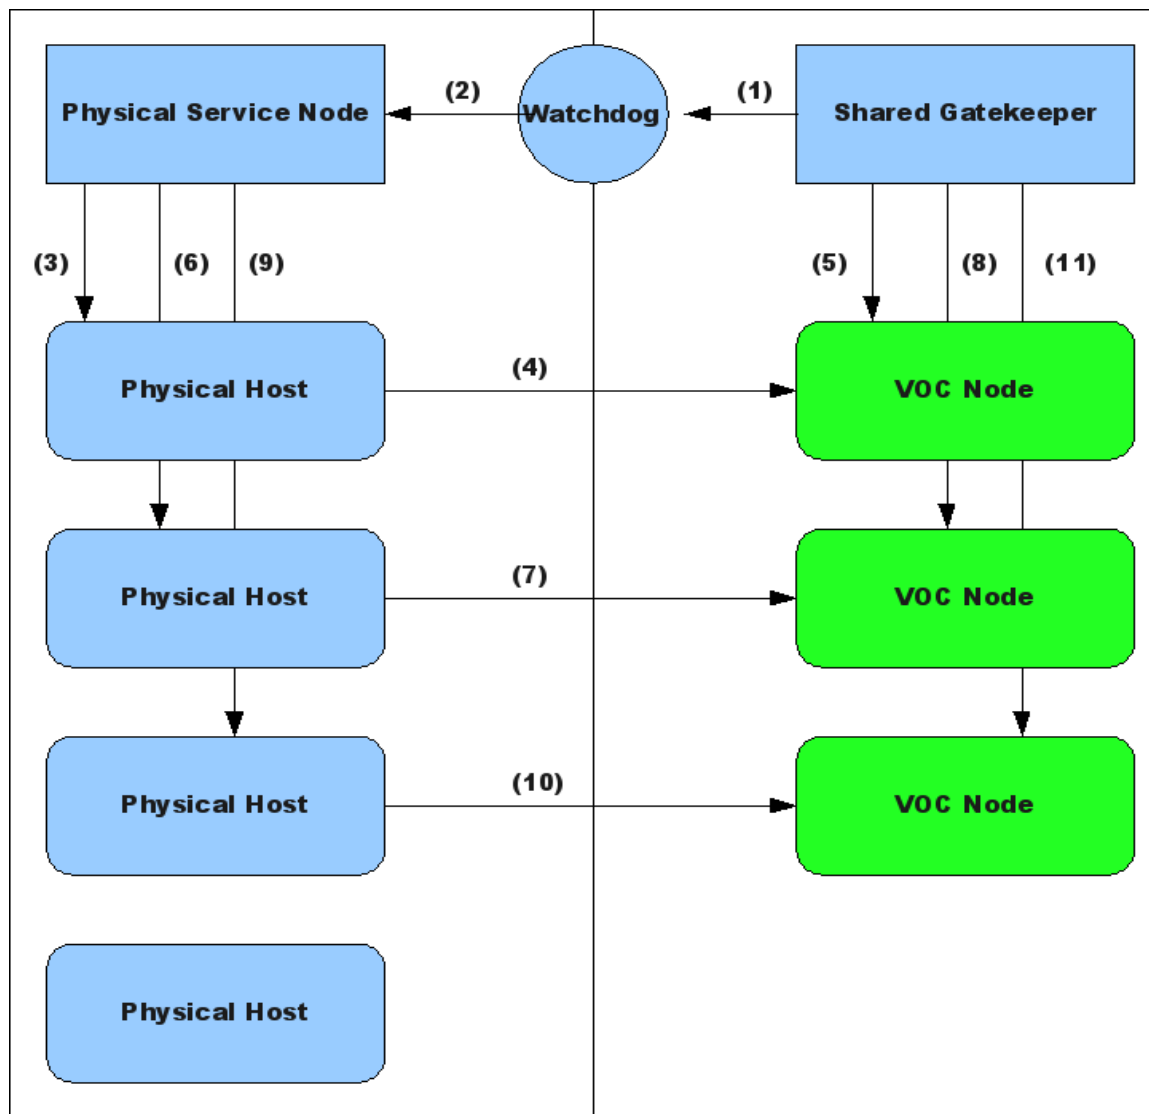 (2)
(1)
Physical Service Node
Watchdog
Shared Gatekeeper
(3)
(6)
(9)
(5)
(8)
(11)
Physical Host
(4)
VOC Node
Physical Host
(7)
VOC Node
Physical Host
(10)
VOC Node
Physical Host